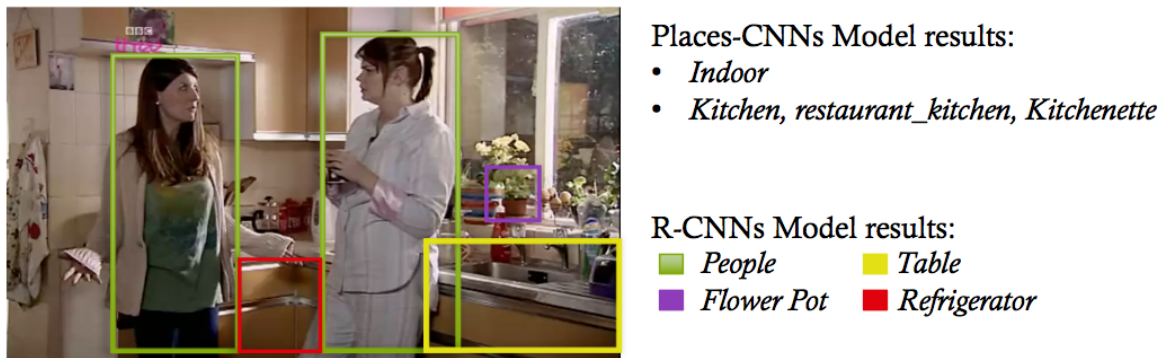 BBC
three
Places-CNNs Model results:
• Indoor
• Kitchen, restaurant_kitchen, Kitchenette
R-CNNs Model results:
People
Table
Flower Pot
Refrigerator